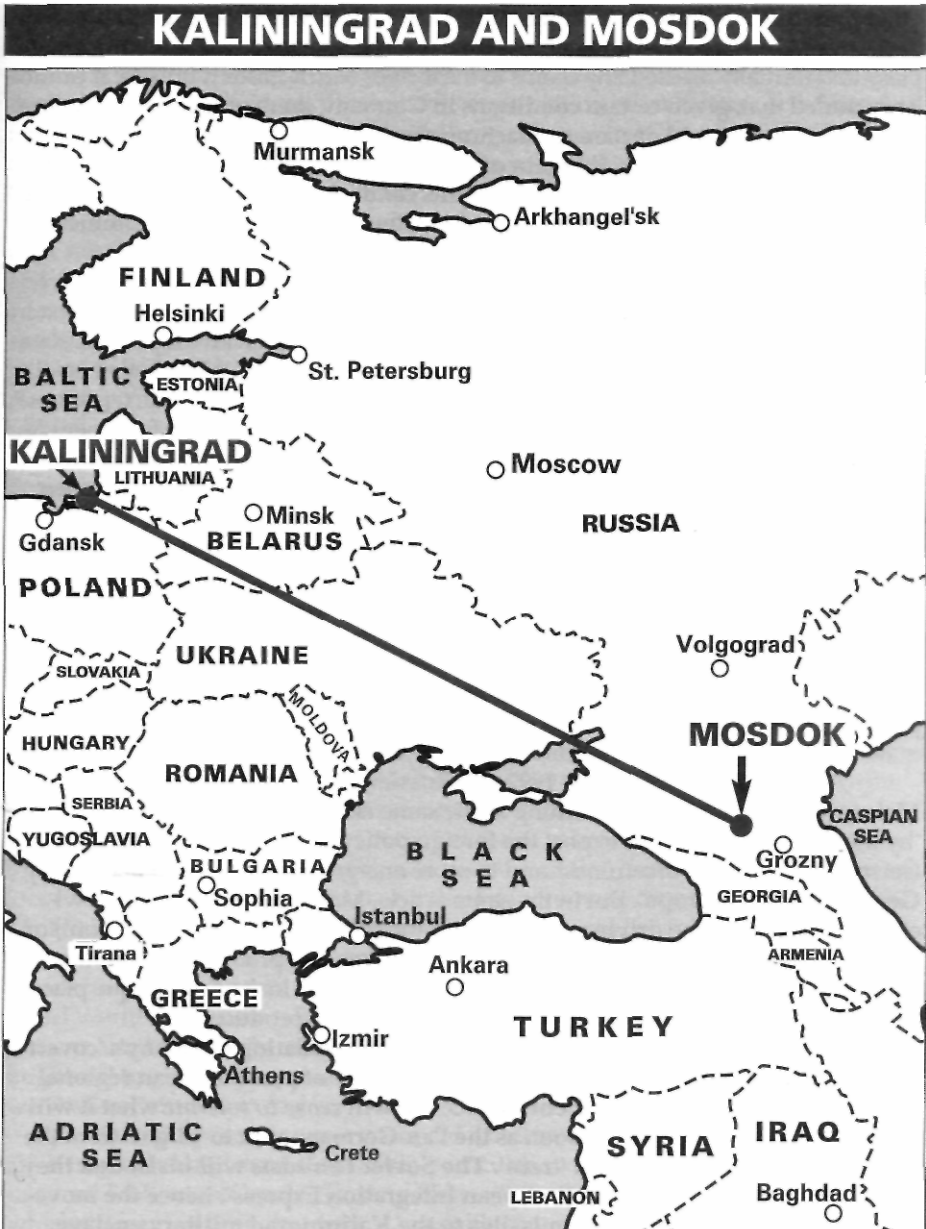 KALININGRAD AND MOSDOK
Murmansk
Arkhangel'sk
FINLAND
Helsinki
St. Petersburg
BALTIC
SEA
ESTONIA
KALININGRAD
LITHUANIA
Moscow
Minsk
BELARUS
RUSSIA
Gdansk
POLAND
UKRAINE
Volgograd
SLOVAKIA
MOLDOVA
HUNGARY
MOSDOK
ROMANIA
SERBIA
CASPIAN
SEA
YUGOSLAVIA
BLACK
SEA
Grozny
BULGARIA
Sophia
GEORGIA
Istanbul
Tirana
ARMENIA
Ankara
GREECE
TURKEY
Izmir
Athens
ADRIATIC
SEA
Crete
SYRIA
IRAQ
LEBANON
Baghdad